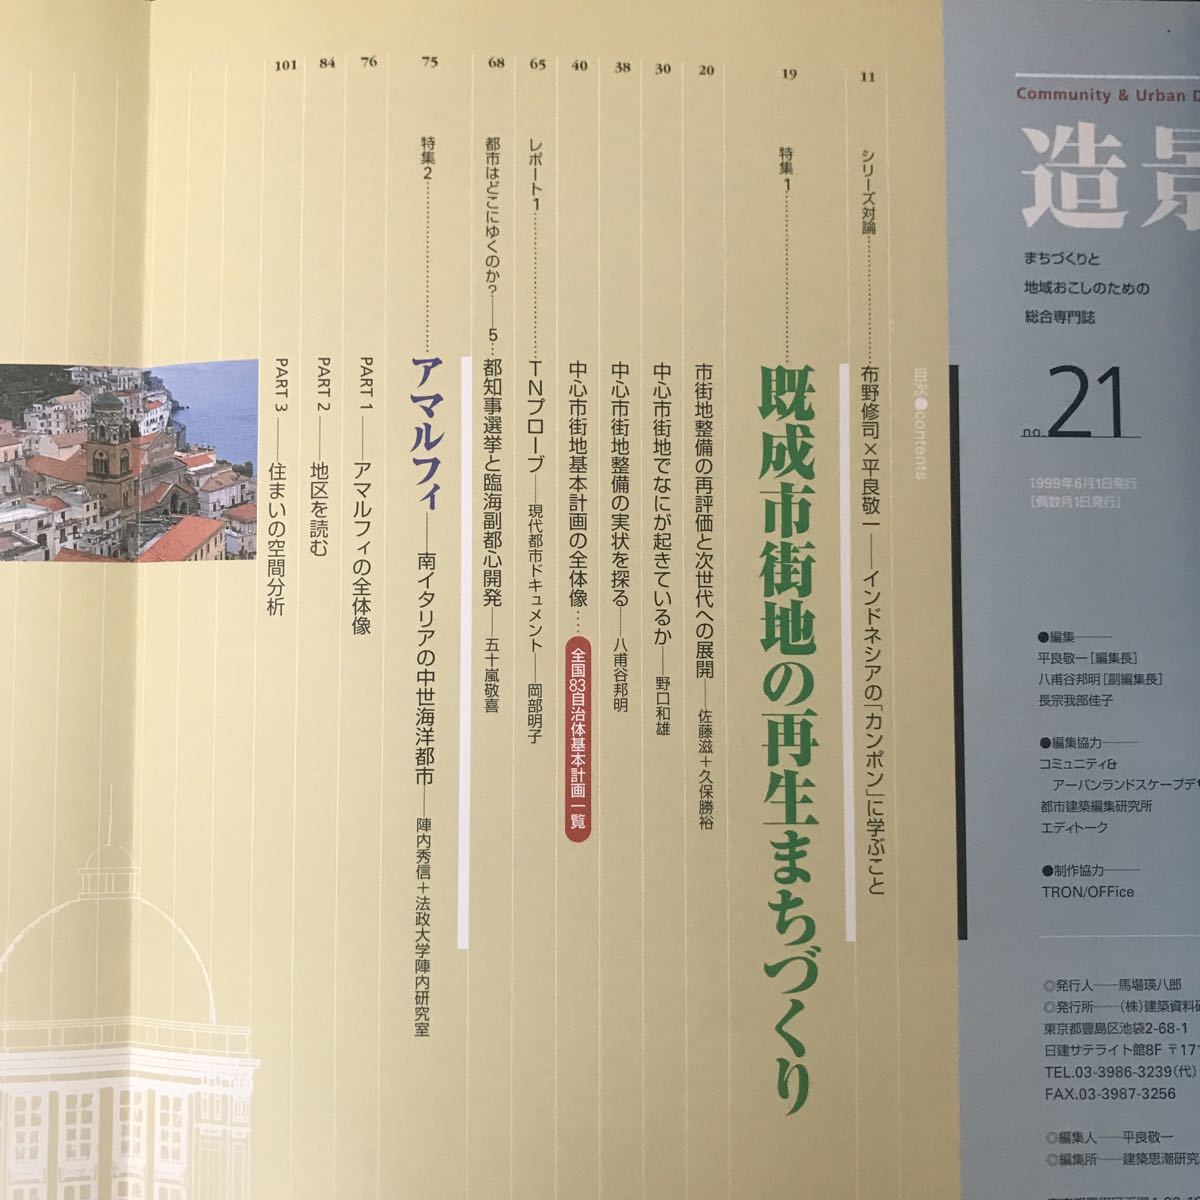 Community & Urban D
造景
まちづくりと
地域おこしのための
総合専門誌
no.21
1999年6月1日発行
[偶数月1日発行]
●編集——
平良敬一[編集長]
八甫谷邦明[副編集長]
長宗我部佳子
●編集協力——
コミュニティ&
アーバンランドスケープデザ
都市建築編集研究所
エディトーク
●制作協力——
TRON/OFFice
◎発行人——馬場瑛八郎
◎発行所——(株)建築資料研
東京都豊島区池袋2-68-1
日建サテライト館8F 〒171
TEL.03-3986-3239(代)
FAX.03-3987-3256
◎編集人——平良敬一
◎編集所——建築思潮研究
目次●contents
11 シリーズ対論………布野修司×平良敬一——インドネシアの「カンポン」に学ぶこと
19 特集1………既成市街地の再生まちづくり
20 市街地整備の再評価と次世代への展開——佐藤滋+久保勝裕
30 中心市街地でなにが起きているか——野口和雄
38 中心市街地整備の実状を探る——八甫谷邦明
40 中心市街地基本計画の全体像…… 全国83自治体基本計画一覧
65 レポート1………TNプローブ——現代都市ドキュメント——岡部明子
68 都市はどこにゆくのか?——5…都知事選挙と臨海副都心開発——五十嵐敬喜
75 特集2………アマルフィ——南イタリアの中世海洋都市——陣内秀信+法政大学陣内研究室
76 PART 1——アマルフィの全体像
84 PART 2——地区を読む
101 PART 3——住まいの空間分析